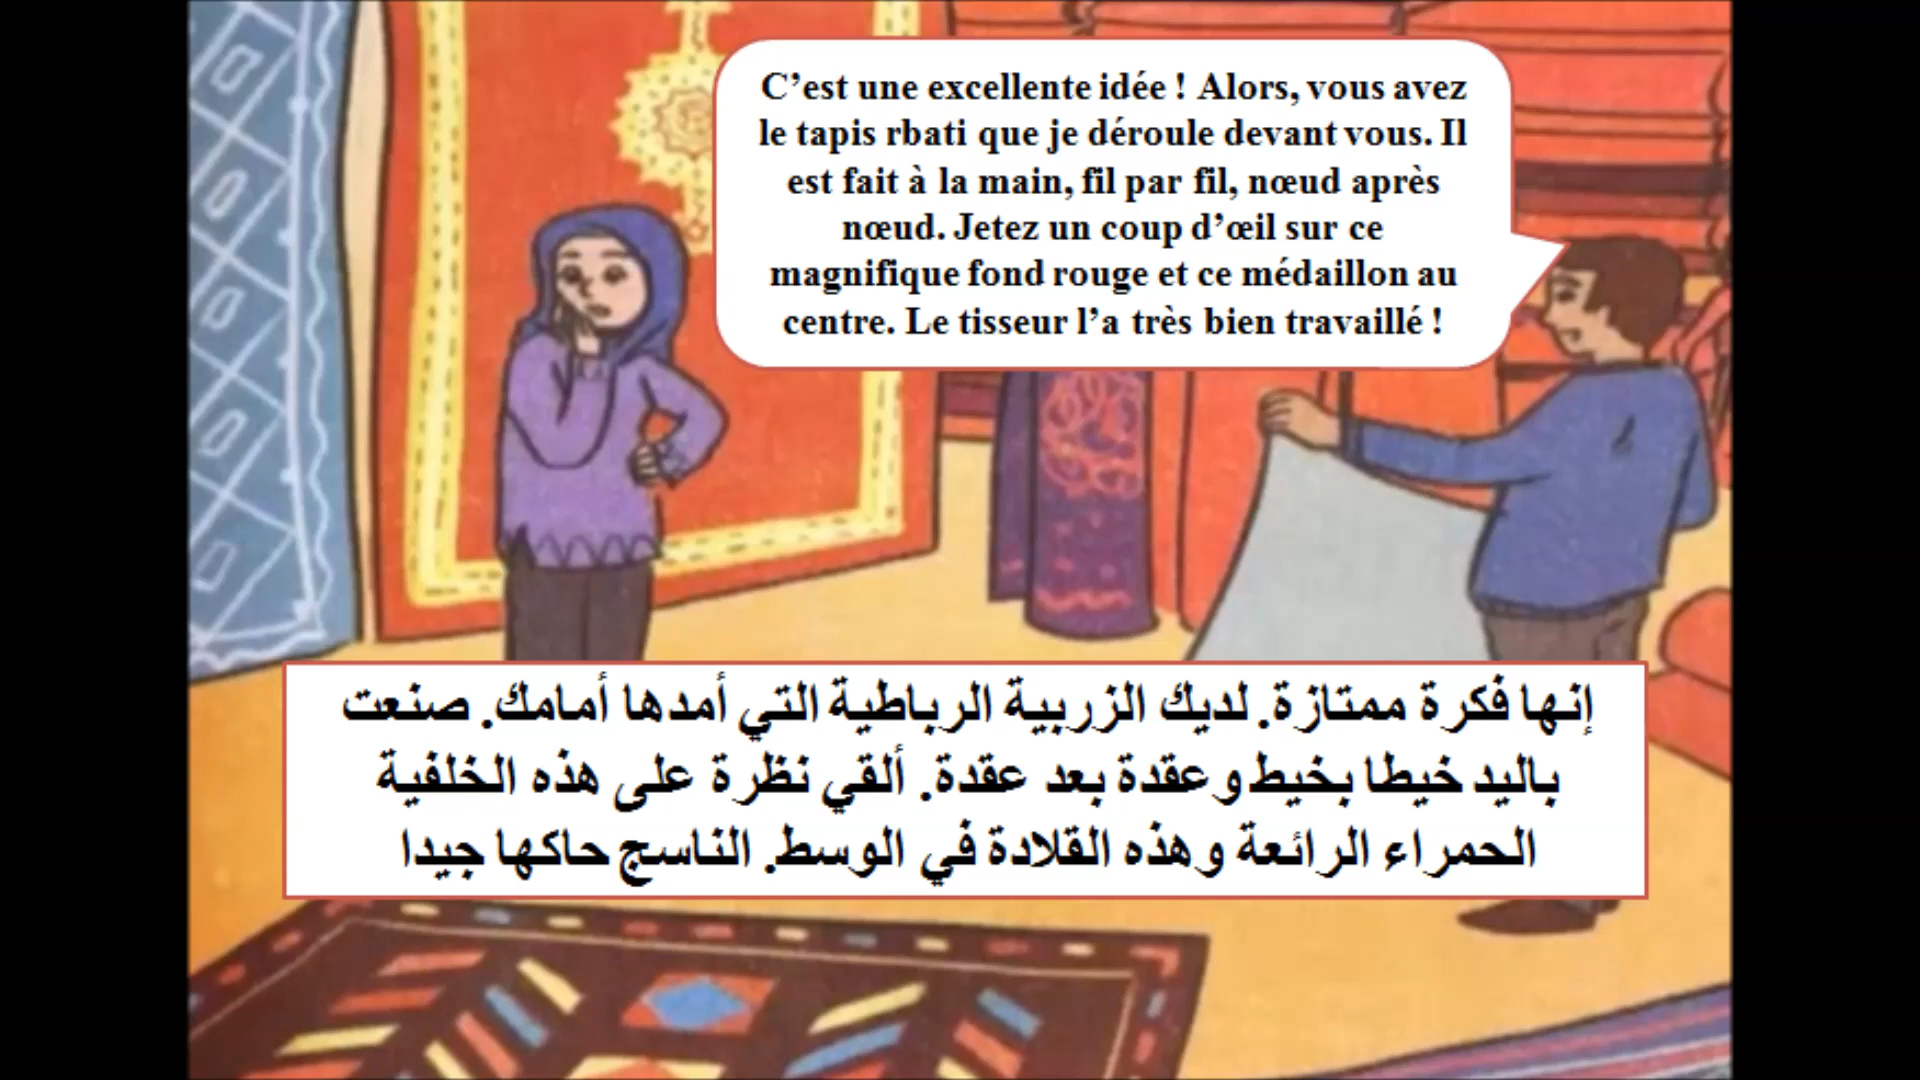 C’est une excellente idée ! Alors, vous avez
le tapis rbati que je déroule devant vous. Il
est fait à la main, fil par fil, nœud après
nœud. Jetez un coup d’œil sur ce
magnifique fond rouge et ce médaillon au
centre. Le tisseur l’a très bien travaillé !
إنها فكرة ممتازة. لديك الزربية الرباطية التي أمدها أمامك. صنعت
باليد خيطا بخيط وعقدة بعد عقدة. ألقي نظرة على هذه الخلفية
الحمراء الرائعة وهذه القلادة في الوسط. الناسج حاكها جيدا